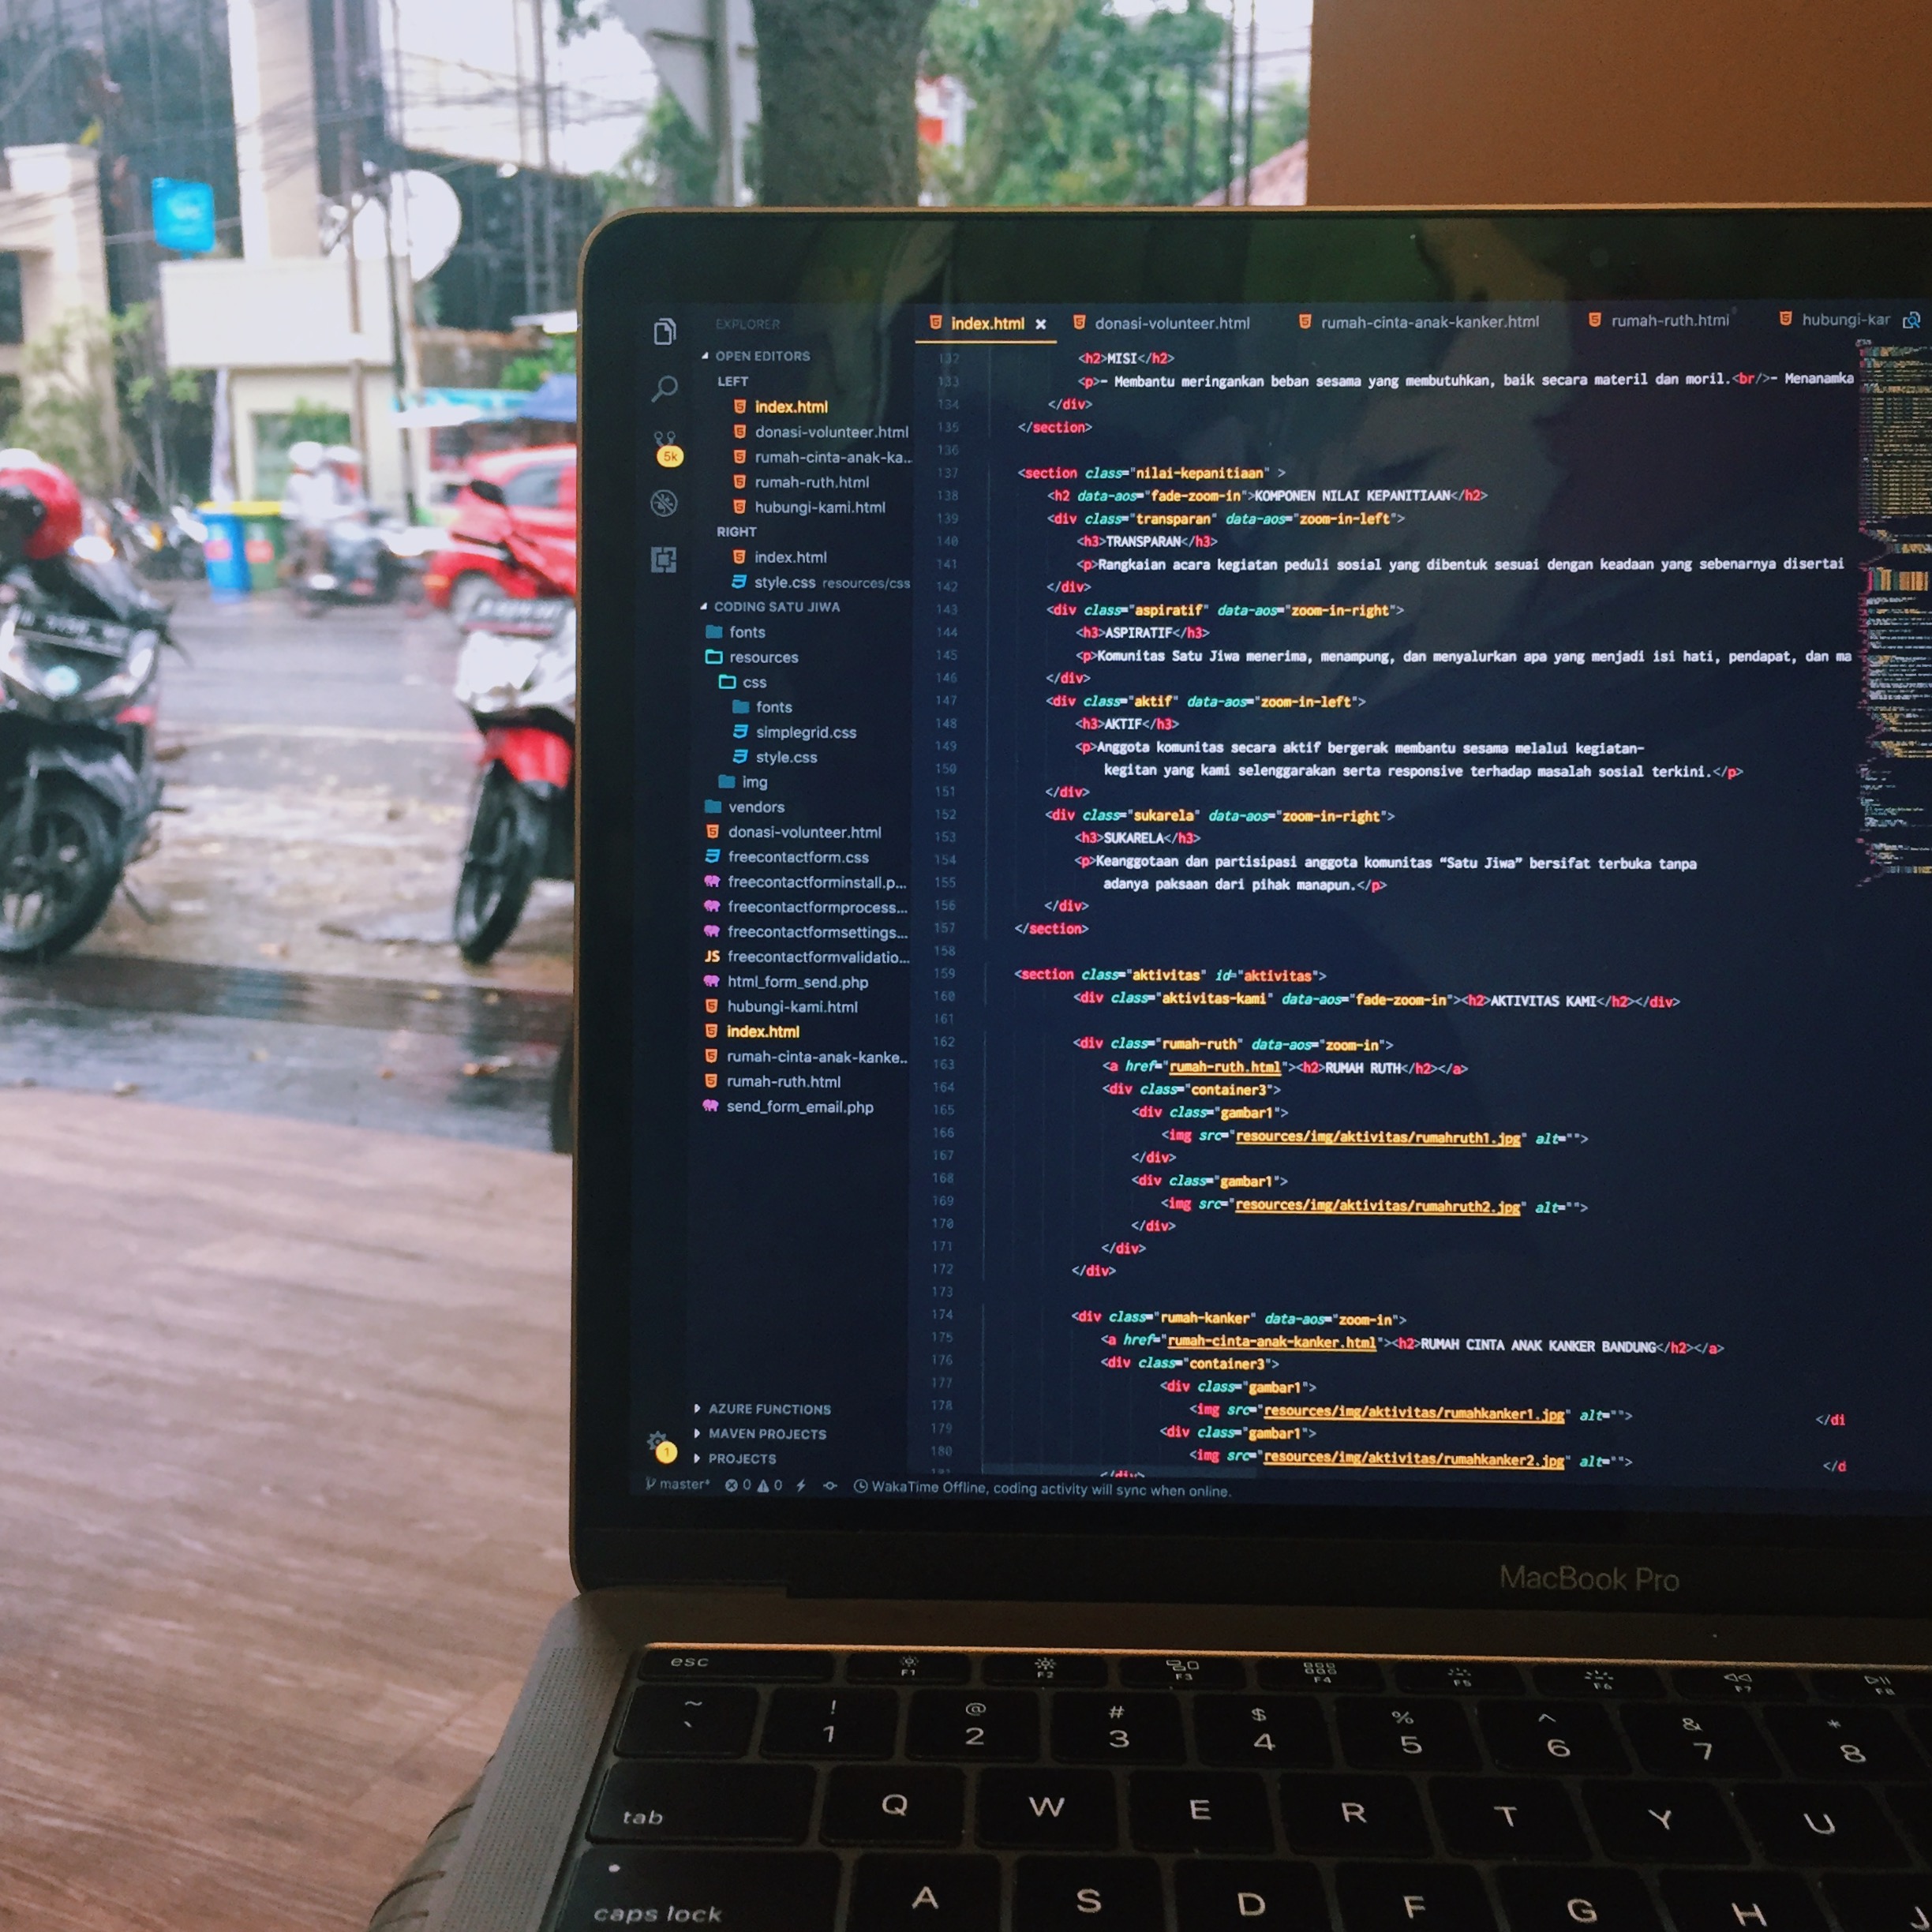 EXPLORER
OPEN EDITORS
LEFT
index.html
donasi-volunteer.html
rumah-cinta-anak-ka...
rumah-ruth.html
hubungi-kami.html
RIGHT
index.html
style.css resources/css
CODING SATU JIWA
fonts
resources
css
fonts
simplegrid.css
style.css
img
vendors
donasi-volunteer.html
freecontactform.css
freecontactforminstall.p...
freecontactformprocess...
freecontactformsettings...
JS freecontactformvalidatio...
html_form_send.php
hubungi-kami.html
index.html
rumah-cinta-anak-kanke..
rumah-ruth.html
send_form_email.php
AZURE FUNCTIONS
MAVEN PROJECTS
PROJECTS
5k
1
index.html × donasi-volunteer.html rumah-cinta-anak-kanker.html rumah-ruth.html hubungi-kar
132 <h2>MISI</h2>
133 <p>- Membantu meringankan beban sesama yang membutuhkan, baik secara materil dan moril.<br/>- Menanamka
134 </div>
135 </section>
136
137 <section class="nilai-kepanitiaan" >
138 <h2 data-aos="fade-zoom-in">KOMPONEN NILAI KEPANITIAAN</h2>
139 <div class="transparan" data-aos="zoom-in-left">
140 <h3>TRANSPARAN</h3>
141 <p>Rangkaian acara kegiatan peduli sosial yang dibentuk sesuai dengan keadaan yang sebenarnya disertai
142 </div>
143 <div class="aspiratif" data-aos="zoom-in-right">
144 <h3>ASPIRATIF</h3>
145 <p>Komunitas Satu Jiwa menerima, menampung, dan menyalurkan apa yang menjadi isi hati, pendapat, dan ma
146 </div>
147 <div class="aktif" data-aos="zoom-in-left">
148 <h3>AKTIF</h3>
149 <p>Anggota komunitas secara aktif bergerak membantu sesama melalui kegiatan-
150 kegitan yang kami selenggarakan serta responsive terhadap masalah sosial terkini.</p>
151 </div>
152 <div class="sukarela" data-aos="zoom-in-right">
153 <h3>SUKARELA</h3>
154 <p>Keanggotaan dan partisipasi anggota komunitas “Satu Jiwa” bersifat terbuka tanpa
155 adanya paksaan dari pihak manapun.</p>
156 </div>
157 </section>
158
159 <section class="aktivitas" id="aktivitas">
160 <div class="aktivitas-kami" data-aos="fade-zoom-in"><h2>AKTIVITAS KAMI</h2></div>
161
162 <div class="rumah-ruth" data-aos="zoom-in">
163 <a href="rumah-ruth.html"><h2>RUMAH RUTH</h2></a>
164 <div class="container3">
165 <div class="gambar1">
166 <img src="resources/img/aktivitas/rumahruth1.jpg" alt="">
167 </div>
168 <div class="gambar1">
169 <img src="resources/img/aktivitas/rumahruth2.jpg" alt="">
170 </div>
171 </div>
172 </div>
173
174 <div class="rumah-kanker" data-aos="zoom-in">
175 <a href="rumah-cinta-anak-kanker.html"><h2>RUMAH CINTA ANAK KANKER BANDUNG</h2></a>
176 <div class="container3">
177 <div class="gambar1">
178 <img src="resources/img/aktivitas/rumahkanker1.jpg" alt=""> </di
179 <div class="gambar1">
180 <img src="resources/img/aktivitas/rumahkanker2.jpg" alt=""> </d
181 </div>
master* 0 0 WakaTime Offline, coding activity will sync when online.
MacBook Pro
esc F1 F2 F3 F4 F5 F6 F7 F8
~ ! @ # $ % ^ & *
` 1 2 3 4 5 6 7 8
tab Q W E R T Y U
caps lock A S D F G H J